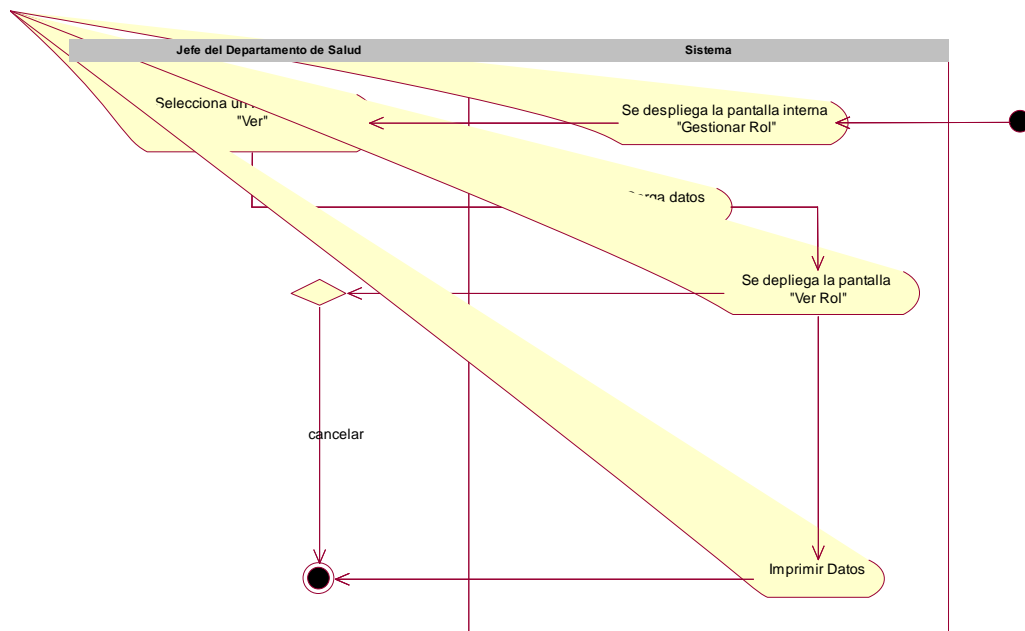 Jefe del Departamento de Salud
Sistema
Selecciona un
"Ver"
Se despliega la pantalla interna
"Gestionar Rol"
datos
Se depliega la pantalla
"Ver Rol"
cancelar
Imprimir Datos